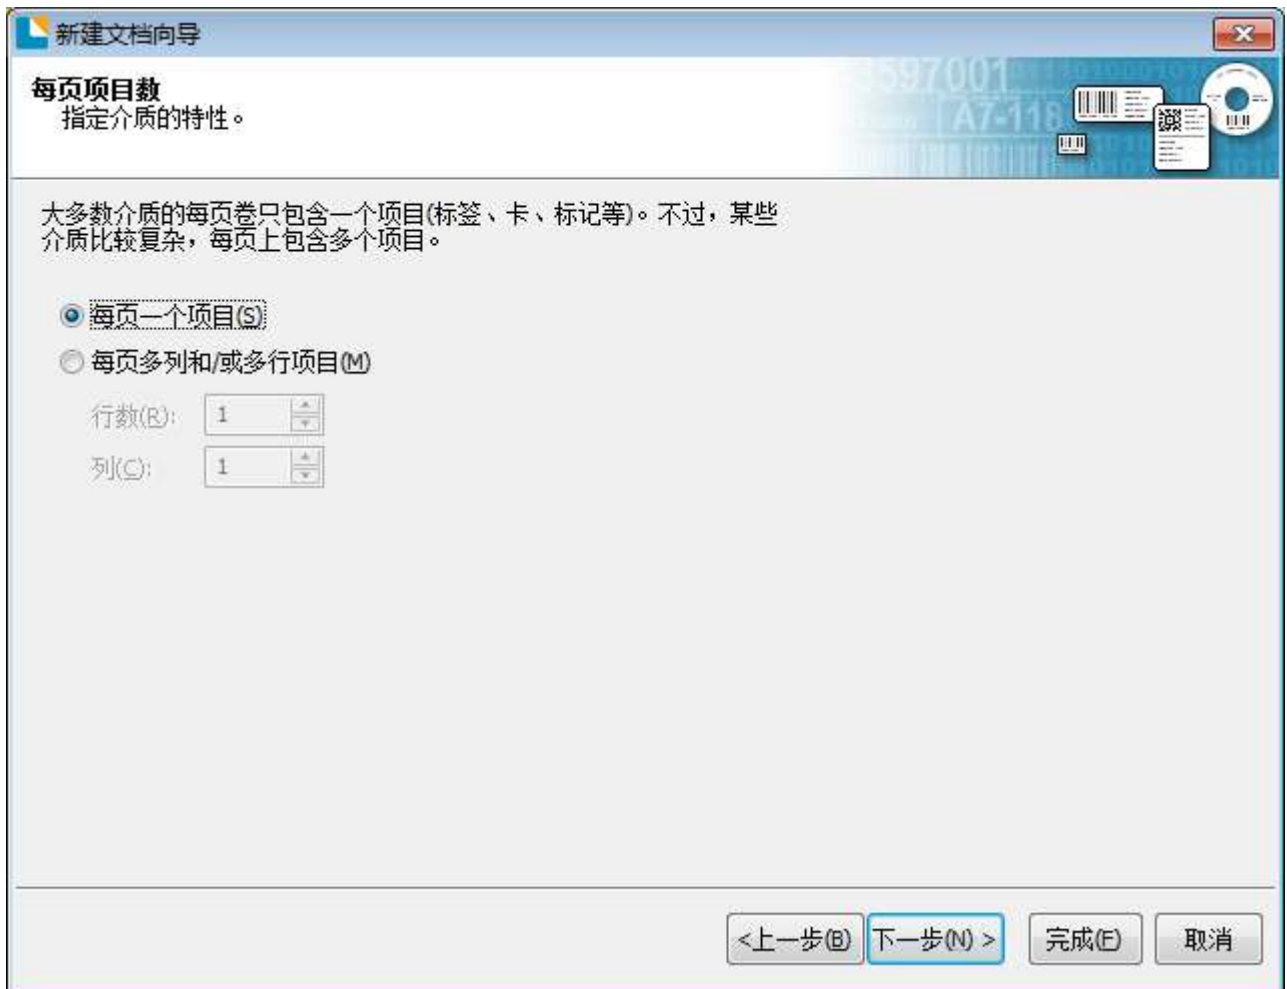 新建文档向导
每页项目数
指定介质的特性。
3597001
A7-118
大多数介质的每页卷只包含一个项目(标签、卡、标记等)。不过，某些
介质比较复杂，每页上包含多个项目。
每页一个项目(S)
每页多列和/或多行项目(M)
行数(R): 1
列(C): 1
<上一步(B) 下一步(N) > 完成(F) 取消